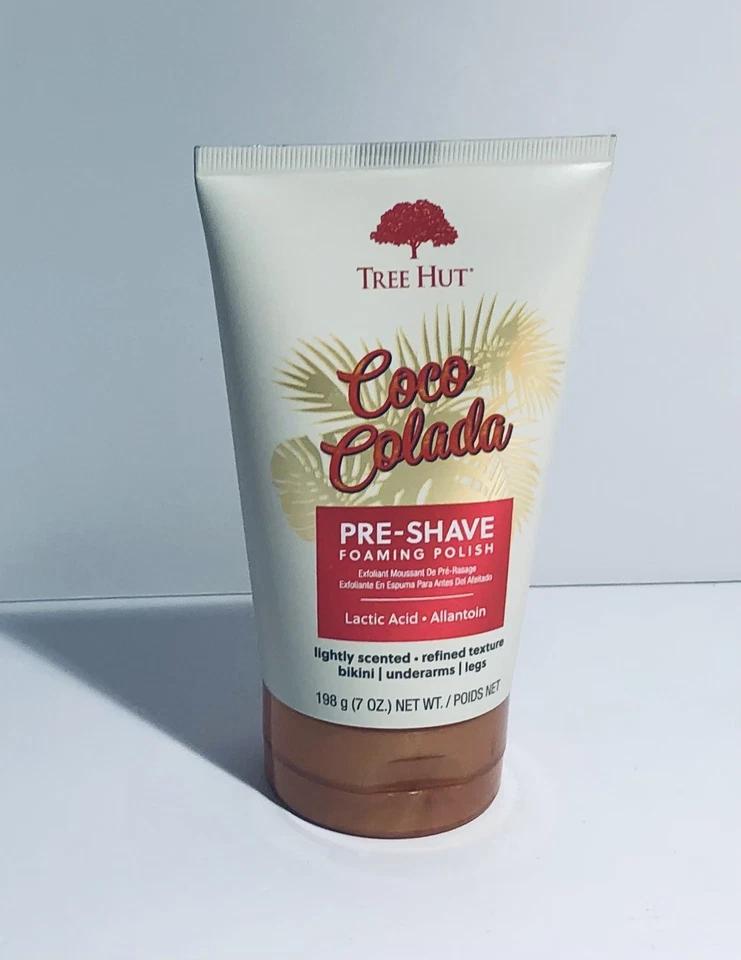 TREE HUT®
Coco
Colada
PRE-SHAVE
FOAMING POLISH
Exfoliant Moussant De Pré-Rasage
Exfoliante En Espuma Para Antes Del Afeitado
Lactic Acid • Allantoin
lightly scented • refined texture
bikini | underarms | legs
198 g (7 OZ.) NET WT. / POIDS NET